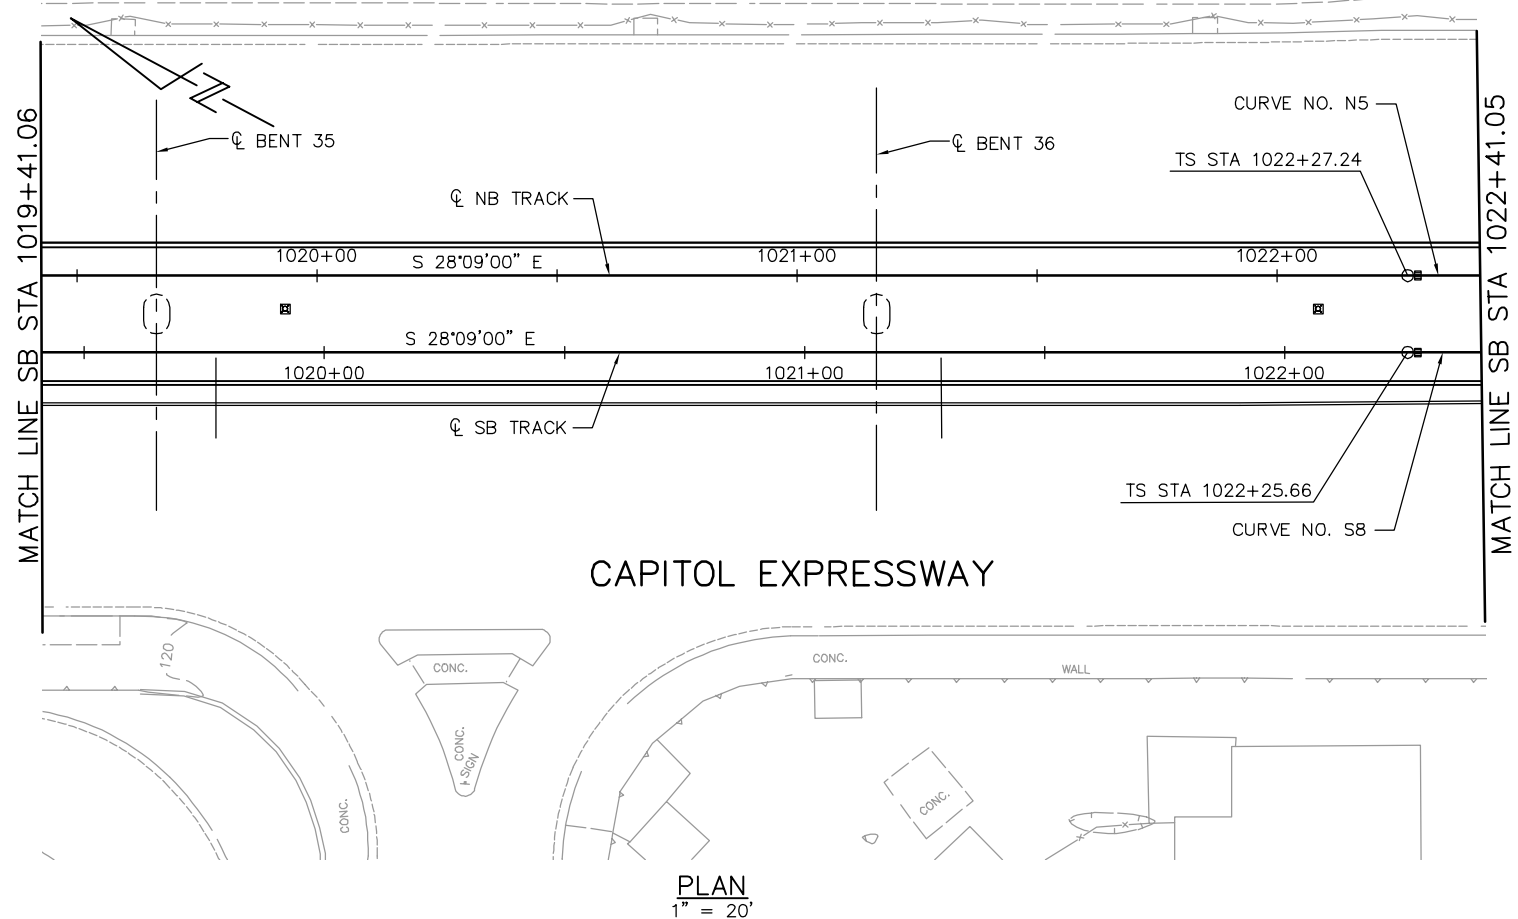 MATCH LINE SB STA 1019+41.06
℄ BENT 35
℄ BENT 36
CURVE NO. N5
TS STA 1022+27.24
MATCH LINE SB STA 1022+41.05
℄ NB TRACK
1020+00
S 28°09'00" E
1021+00
1022+00
S 28°09'00" E
1020+00
1021+00
1022+00
℄ SB TRACK
TS STA 1022+25.66
CURVE NO. S8
CAPITOL EXPRESSWAY
120
CONC.
CONC.
WALL
CONC.
SIGN
CONC.
CONC.
PLAN
1" = 20'